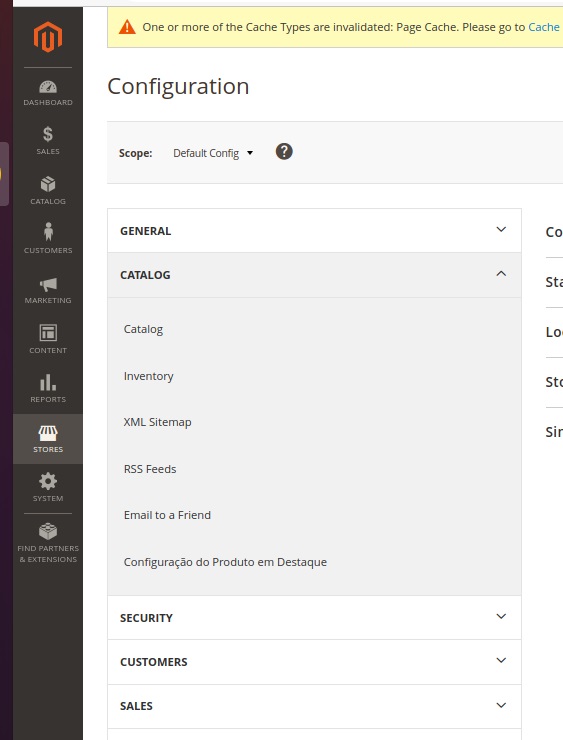 One or more of the Cache Types are invalidated: Page Cache. Please go to Cache
Configuration
Scope: Default Config
DASHBOARD
SALES
CATALOG
CUSTOMERS
MARKETING
CONTENT
REPORTS
STORES
SYSTEM
FIND PARTNERS
& EXTENSIONS
GENERAL
CATALOG
Catalog
Inventory
XML Sitemap
RSS Feeds
Email to a Friend
Configuração do Produto em Destaque
SECURITY
CUSTOMERS
SALES
Co
Sta
Sto
Sin